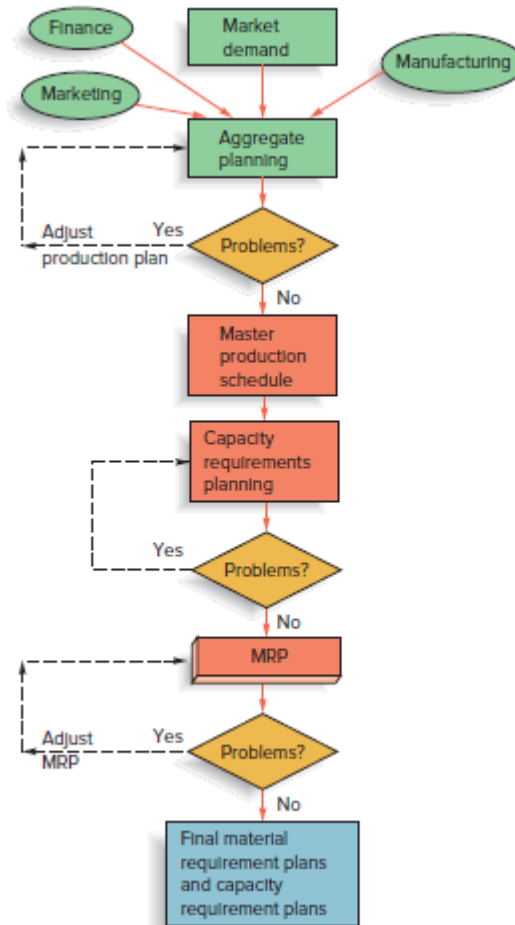 Finance
Market
demand
Manufacturing
Marketing
Aggregate
planning
Adjust
production plan
Yes
Problems?
No
Master
production
schedule
Capacity
requirements
planning
Yes
Problems?
No
MRP
Adjust
MRP
Yes
Problems?
No
Final material
requirement plans
and capacity
requirement plans